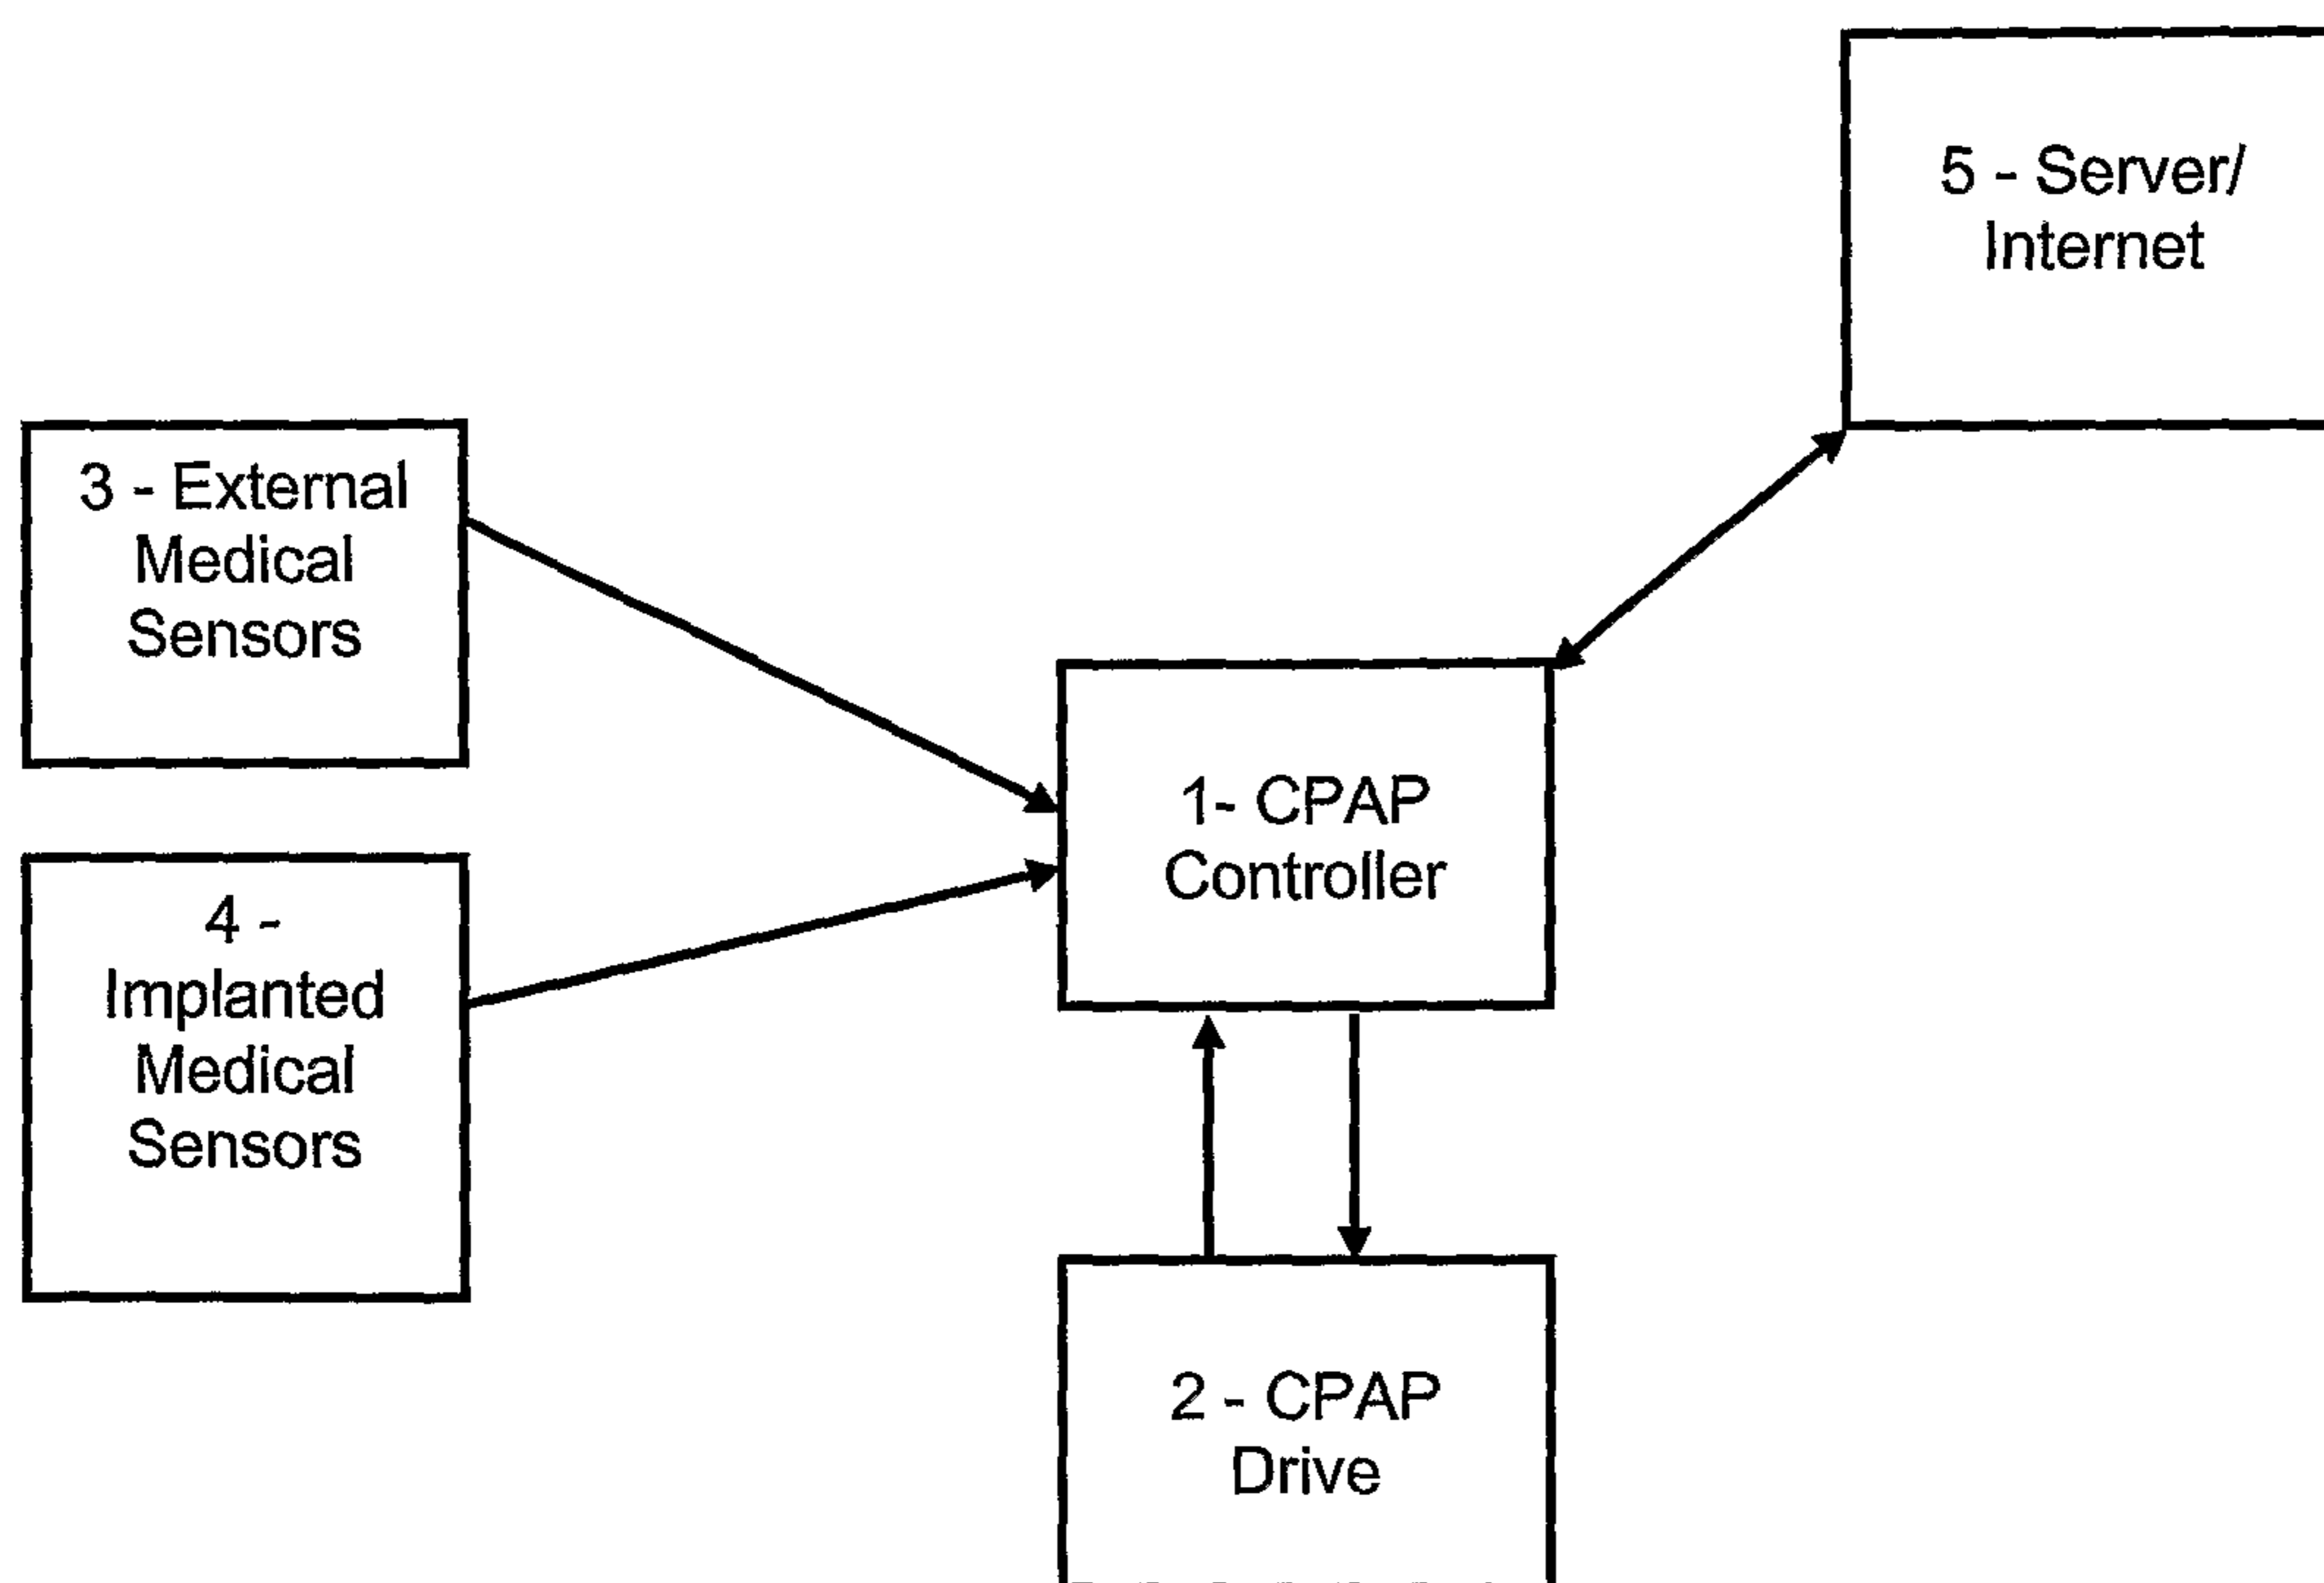 5 - Server/
Internet
3 - External
Medical
Sensors
1- CPAP
Controller
4 -
Implanted
Medical
Sensors
2 - CPAP
Drive